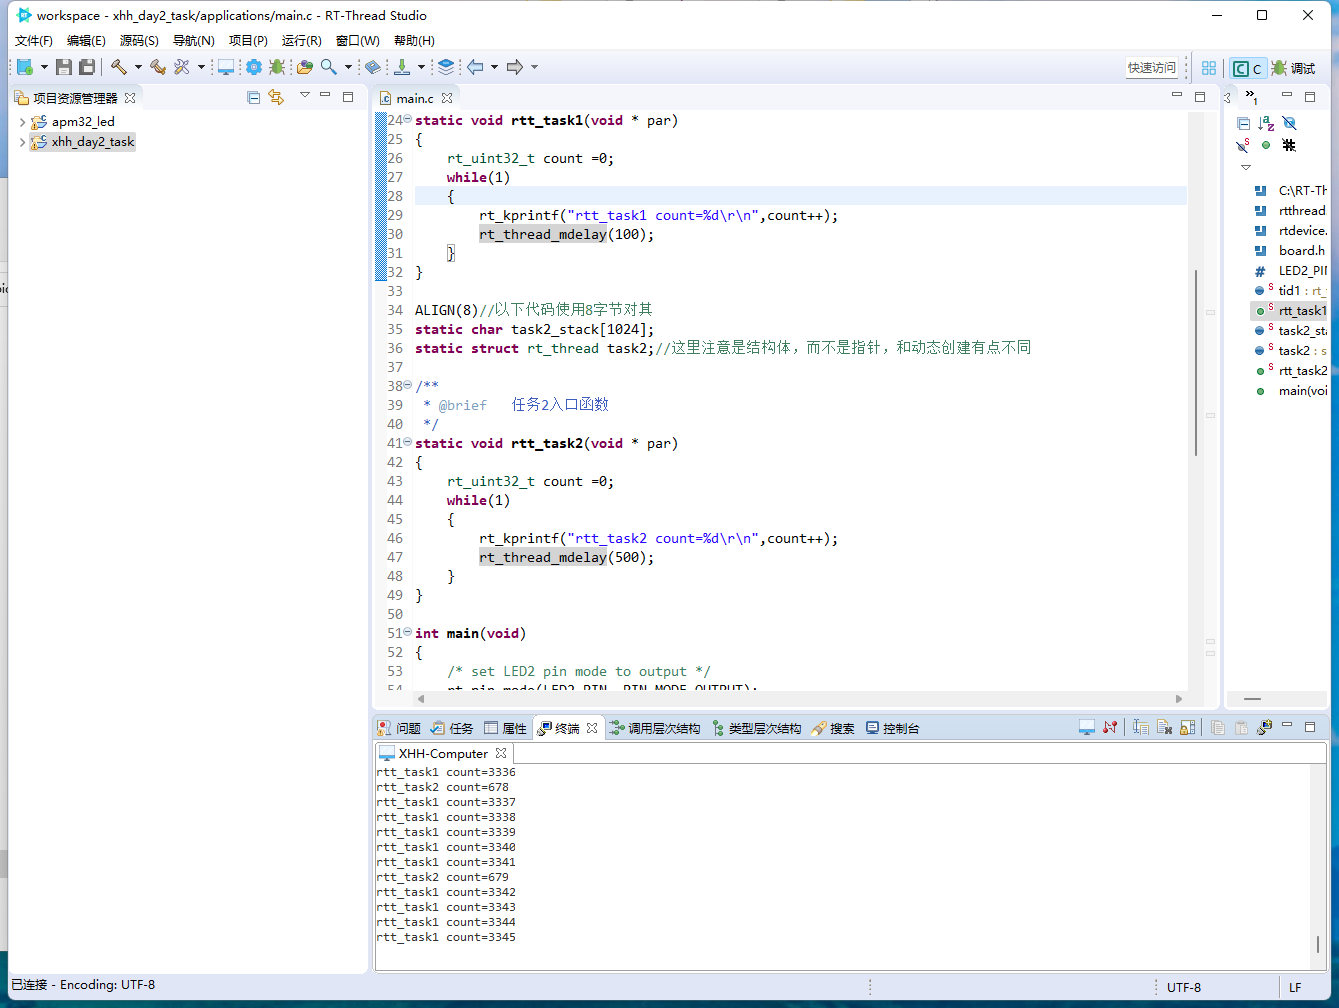 workspace - xhh_day2_task/applications/main.c - RT-Thread Studio
文件(F) 编辑(E) 源码(S) 导航(N) 项目(P) 运行(R) 窗口(W) 帮助(H)
快速访问
C
调试
项目资源管理器
apm32_led
xhh_day2_task
main.c
24 static void rtt_task1(void * par)
25 {
26 rt_uint32_t count =0;
27 while(1)
28 {
29 rt_kprintf("rtt_task1 count=%d\r\n",count++);
30 rt_thread_mdelay(100);
31 }
32 }
33
34 ALIGN(8)//以下代码使用8字节对其
35 static char task2_stack[1024];
36 static struct rt_thread task2;//这里注意是结构体，而不是指针，和动态创建有点不同
37
38 /**
39 * @brief 任务2入口函数
40 */
41 static void rtt_task2(void * par)
42 {
43 rt_uint32_t count =0;
44 while(1)
45 {
46 rt_kprintf("rtt_task2 count=%d\r\n",count++);
47 rt_thread_mdelay(500);
48 }
49 }
50
51 int main(void)
52 {
53 /* set LED2 pin mode to output */
54 rt_pin_mode(LED2_PIN, PIN_MODE_OUTPUT);
C:\RT-Th
rtthread.
rtdevice.
board.h
LED2_PI
tid1 : rt_
rtt_task1
task2_sta
task2 : s
rtt_task2
main(voi
问题 任务 属性 终端 调用层次结构 类型层次结构 搜索 控制台
XHH-Computer
rtt_task1 count=3336
rtt_task2 count=678
rtt_task1 count=3337
rtt_task1 count=3338
rtt_task1 count=3339
rtt_task1 count=3340
rtt_task1 count=3341
rtt_task2 count=679
rtt_task1 count=3342
rtt_task1 count=3343
rtt_task1 count=3344
rtt_task1 count=3345
已连接 - Encoding: UTF-8
UTF-8
LF